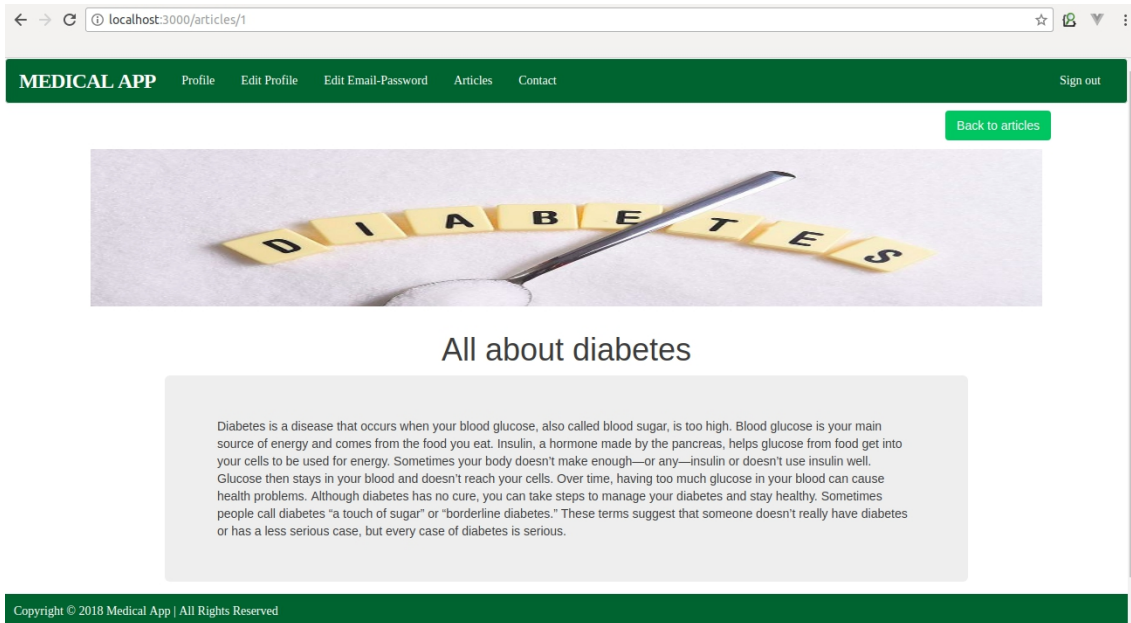 localhost:3000/articles/1
MEDICAL APP Profile Edit Profile Edit Email-Password Articles Contact Sign out
Back to articles
DIABETES
All about diabetes
Diabetes is a disease that occurs when your blood glucose, also called blood sugar, is too high. Blood glucose is your main
source of energy and comes from the food you eat. Insulin, a hormone made by the pancreas, helps glucose from food get into
your cells to be used for energy. Sometimes your body doesn’t make enough—or any—insulin or doesn’t use insulin well.
Glucose then stays in your blood and doesn’t reach your cells. Over time, having too much glucose in your blood can cause
health problems. Although diabetes has no cure, you can take steps to manage your diabetes and stay healthy. Sometimes
people call diabetes “a touch of sugar” or “borderline diabetes.” These terms suggest that someone doesn’t really have diabetes
or has a less serious case, but every case of diabetes is serious.
Copyright © 2018 Medical App | All Rights Reserved